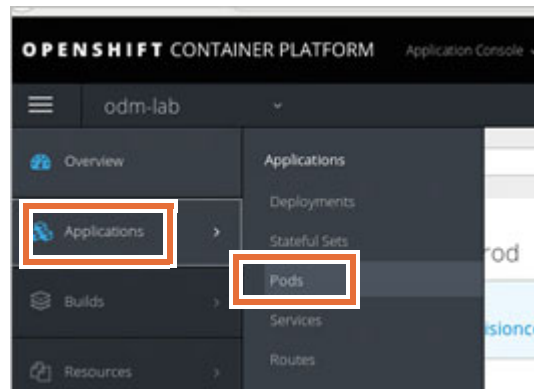 OPENSHIFT CONTAINER PLATFORM Application Console
odm-lab
Overview
Applications
Builds
Resources
Applications
Deployments
Stateful Sets
Pods
Services
Routes
rod
isionc